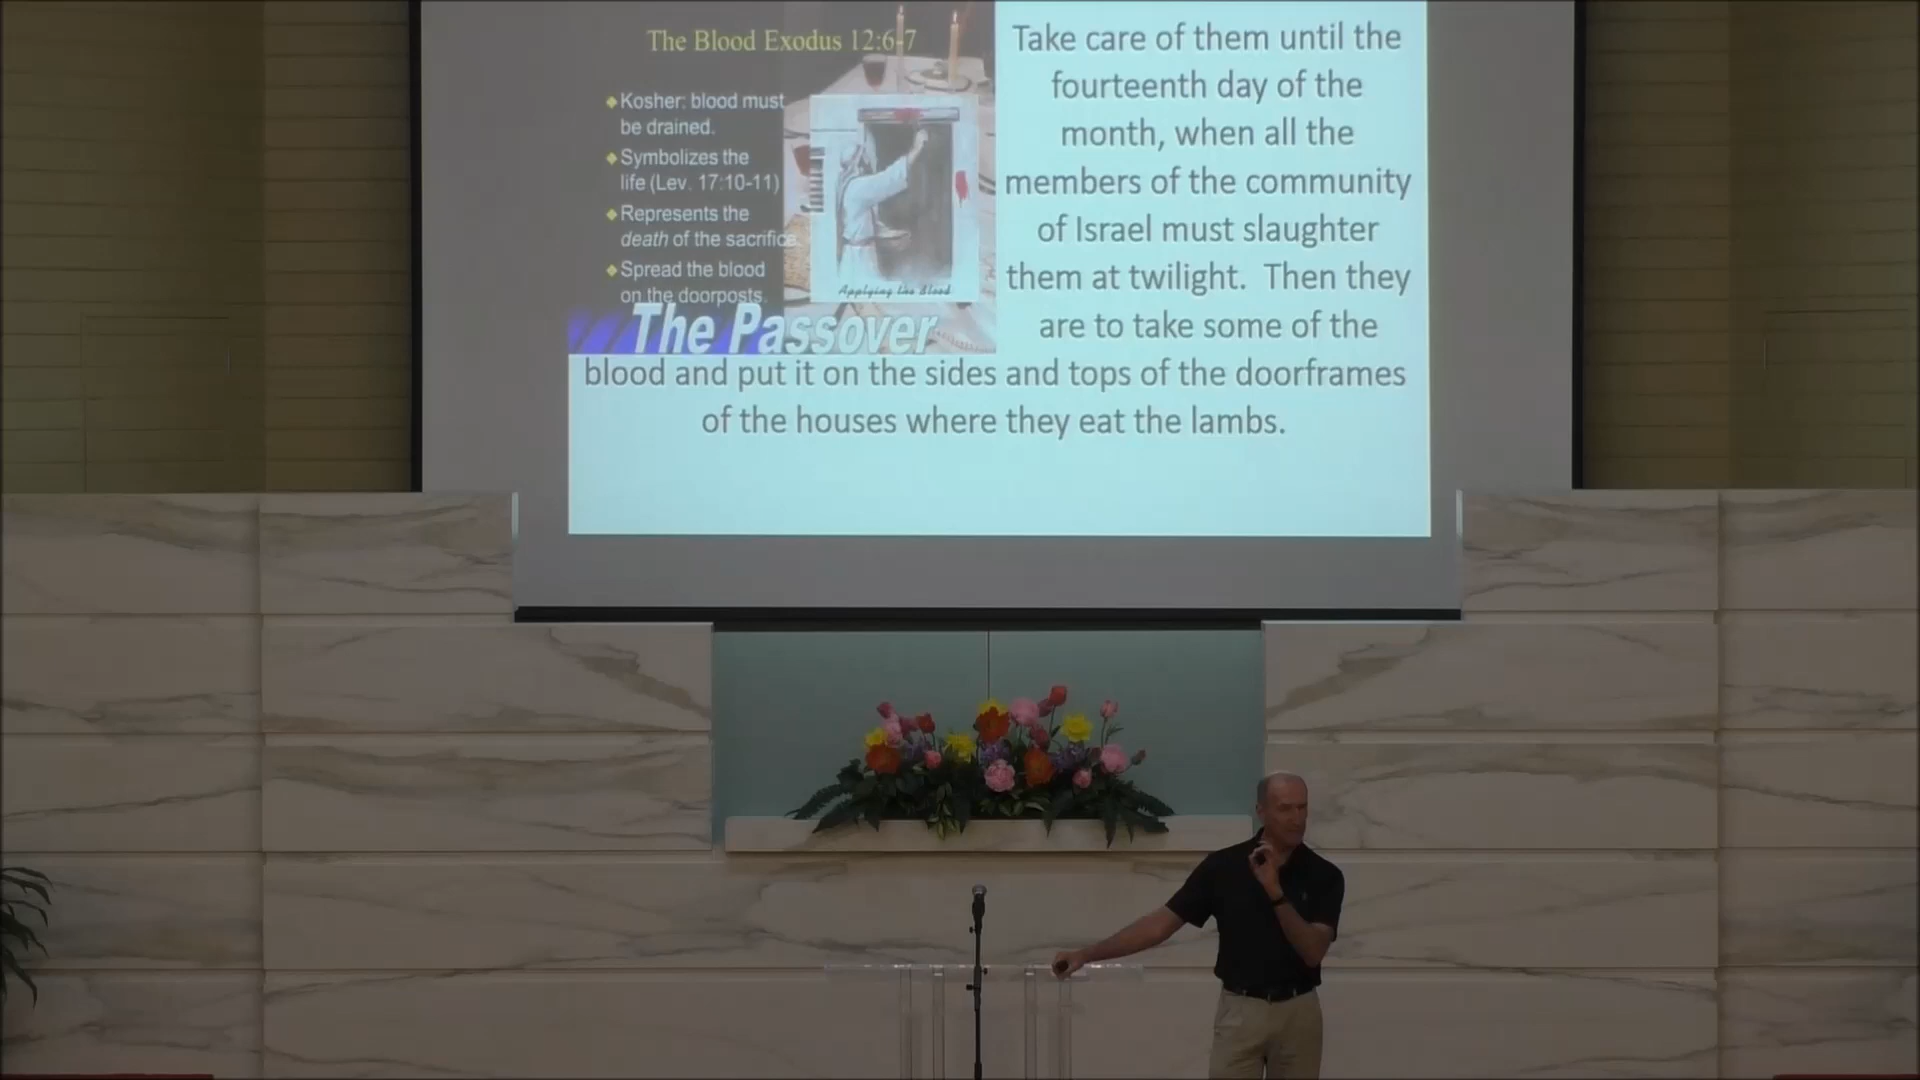 The Blood Exodus 12:6-7
Kosher: blood must
be drained.
Symbolizes the
life (Lev. 17:10-11)
Represents the
death of the sacrifice
Spread the blood
on the doorposts.
Applying the Blood
The Passover
Take care of them until the
fourteenth day of the
month, when all the
members of the community
of Israel must slaughter
them at twilight. Then they
are to take some of the
blood and put it on the sides and tops of the doorframes
of the houses where they eat the lambs.